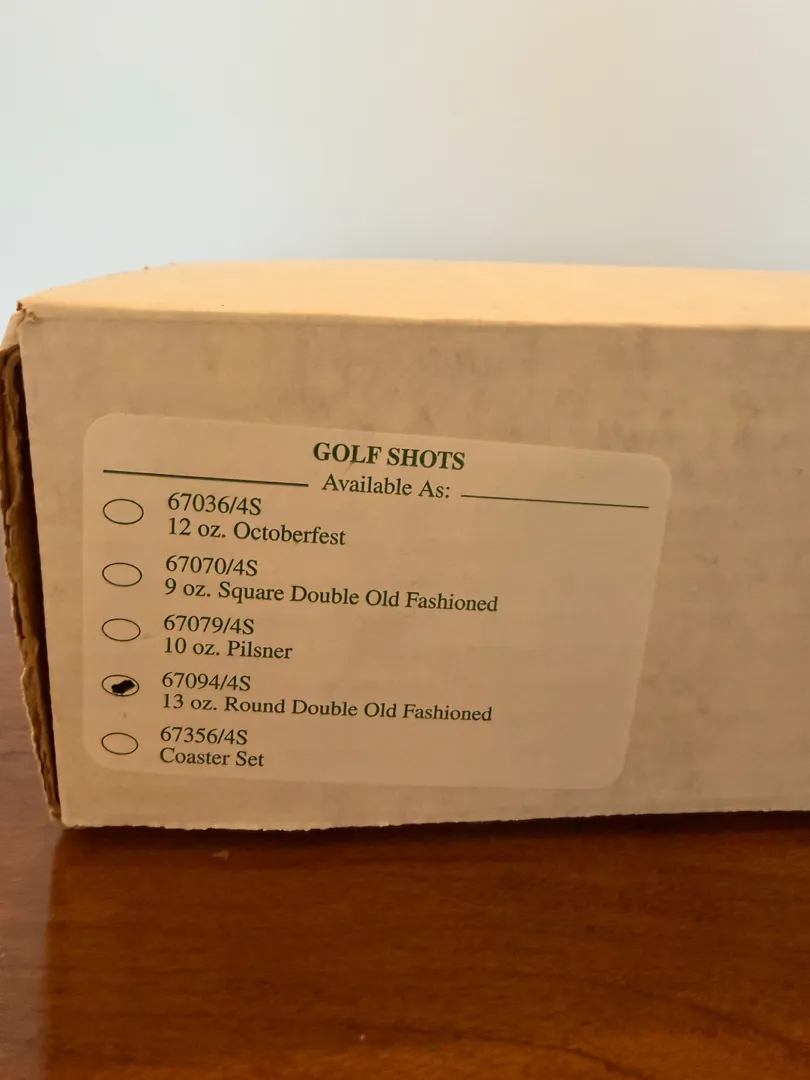 GOLF SHOTS
Available As:
67036/4S
12 oz. Octoberfest
67070/4S
9 oz. Square Double Old Fashioned
67079/4S
10 oz. Pilsner
67094/4S
13 oz. Round Double Old Fashioned
67356/4S
Coaster Set